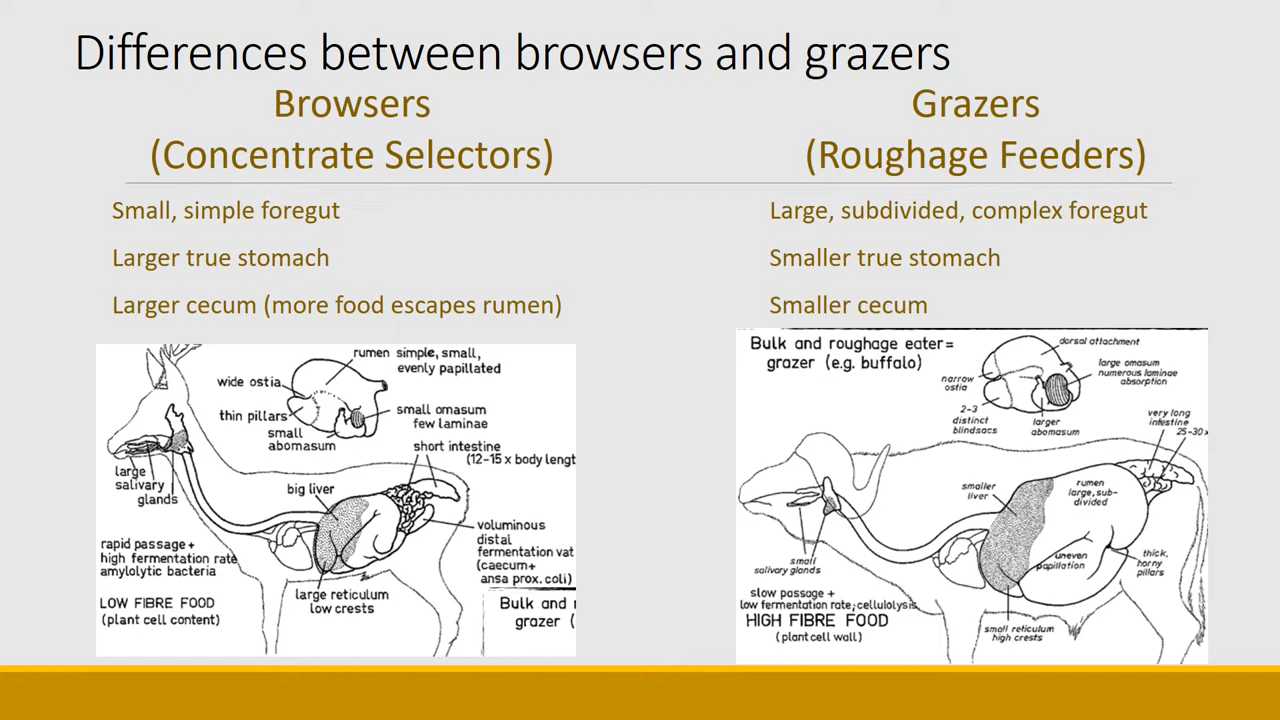 Differences between browsers and grazers
Browsers
(Concentrate Selectors)
Small, simple foregut
Larger true stomach
Larger cecum (more food escapes rumen)
rumen simple, small,
evenly papillated
wide ostia
thin pillars
small omasum
few laminae
small
abomasum
short intestine
(12-15 x body lengt
large
salivary
glands
big liver
voluminous
distal
fermentation vat
(caecum+
ansa prox. coli)
rapid passage +
high fermentation rate
amylolytic bacteria
large reticulum
low crests
LOW FIBRE FOOD
(plant cell content)
Bulk and
grazer (
Grazers
(Roughage Feeders)
Large, subdivided, complex foregut
Smaller true stomach
Smaller cecum
Bulk and roughage eater=
grazer (e.g. buffalo)
dorsal attachment
large omasum
numerous laminae
absorption
narrow
ostia
2-3
distinct
blindsacs
larger
abomasum
very long
intestine
25-30x
smaller
liver
rumen
large, sub-
divided
small
salivary glands
uneven
papillation
thick,
horny
pillars
slow passage +
low fermentation rate; cellulolysis
HIGH FIBRE FOOD
(plant cell wall)
small reticulum
high crests